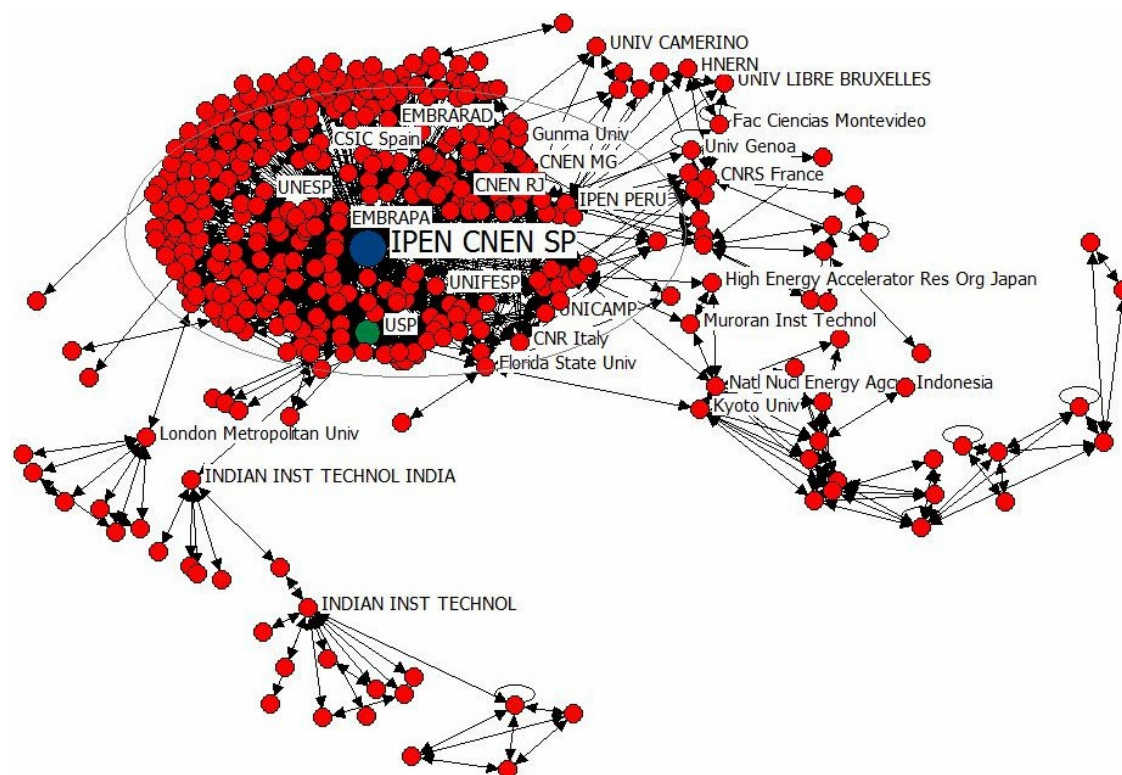 UNIV CAMERINO
HNERN
UNIV LIBRE BRUXELLES
EMBRARAD
CSIC Spain
Gunma Univ
Fac Ciencias Montevideo
Univ Genoa
CNEN MG
CNRS France
CNEN RJ
UNESP
IPEN PERU
EMBRAPA
IPEN CNEN SP
UNIFESP
High Energy Accelerator Res Org Japan
UNICAMP
Muroran Inst Technol
USP
CNR Italy
Florida State Univ
Natl Nucl Energy Agcy Indonesia
Kyoto Univ
London Metropolitan Univ
INDIAN INST TECHNOL INDIA
INDIAN INST TECHNOL